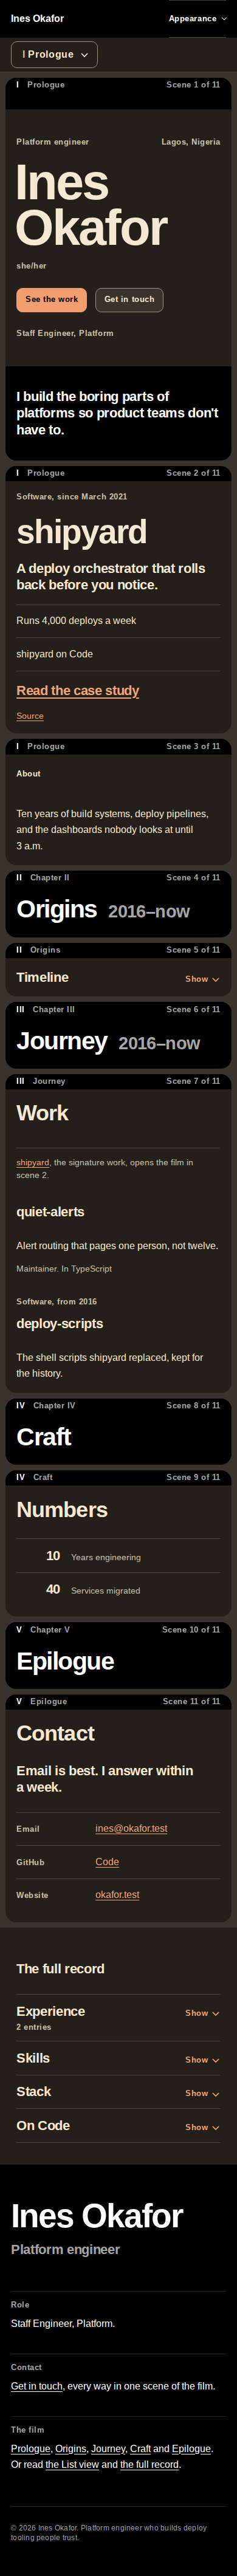 Ines Okafor
Appearance
I Prologue
I Prologue Scene 1 of 11
Platform engineer Lagos, Nigeria
Ines
Okafor
she/her
See the work Get in touch
Staff Engineer, Platform
I build the boring parts of
platforms so product teams don't
have to.
I Prologue Scene 2 of 11
Software, since March 2021
shipyard
A deploy orchestrator that rolls
back before you notice.
Runs 4,000 deploys a week
shipyard on Code
Read the case study
Source
I Prologue Scene 3 of 11
About
Ten years of build systems, deploy pipelines,
and the dashboards nobody looks at until
3 a.m.
II Chapter II Scene 4 of 11
Origins 2016–now
II Origins Scene 5 of 11
Timeline Show
III Chapter III Scene 6 of 11
Journey 2016–now
III Journey Scene 7 of 11
Work
shipyard, the signature work, opens the film in
scene 2.
quiet-alerts
Alert routing that pages one person, not twelve.
Maintainer. In TypeScript
Software, from 2016
deploy-scripts
The shell scripts shipyard replaced, kept for
the history.
IV Chapter IV Scene 8 of 11
Craft
IV Craft Scene 9 of 11
Numbers
10 Years engineering
40 Services migrated
V Chapter V Scene 10 of 11
Epilogue
V Epilogue Scene 11 of 11
Contact
Email is best. I answer within
a week.
Email ines@okafor.test
GitHub Code
Website okafor.test
The full record
Experience Show
2 entries
Skills Show
Stack Show
On Code Show
Ines Okafor
Platform engineer
Role
Staff Engineer, Platform.
Contact
Get in touch, every way in one scene of the film.
The film
Prologue, Origins, Journey, Craft and Epilogue.
Or read the List view and the full record.
© 2026 Ines Okafor. Platform engineer who builds deploy
tooling people trust.